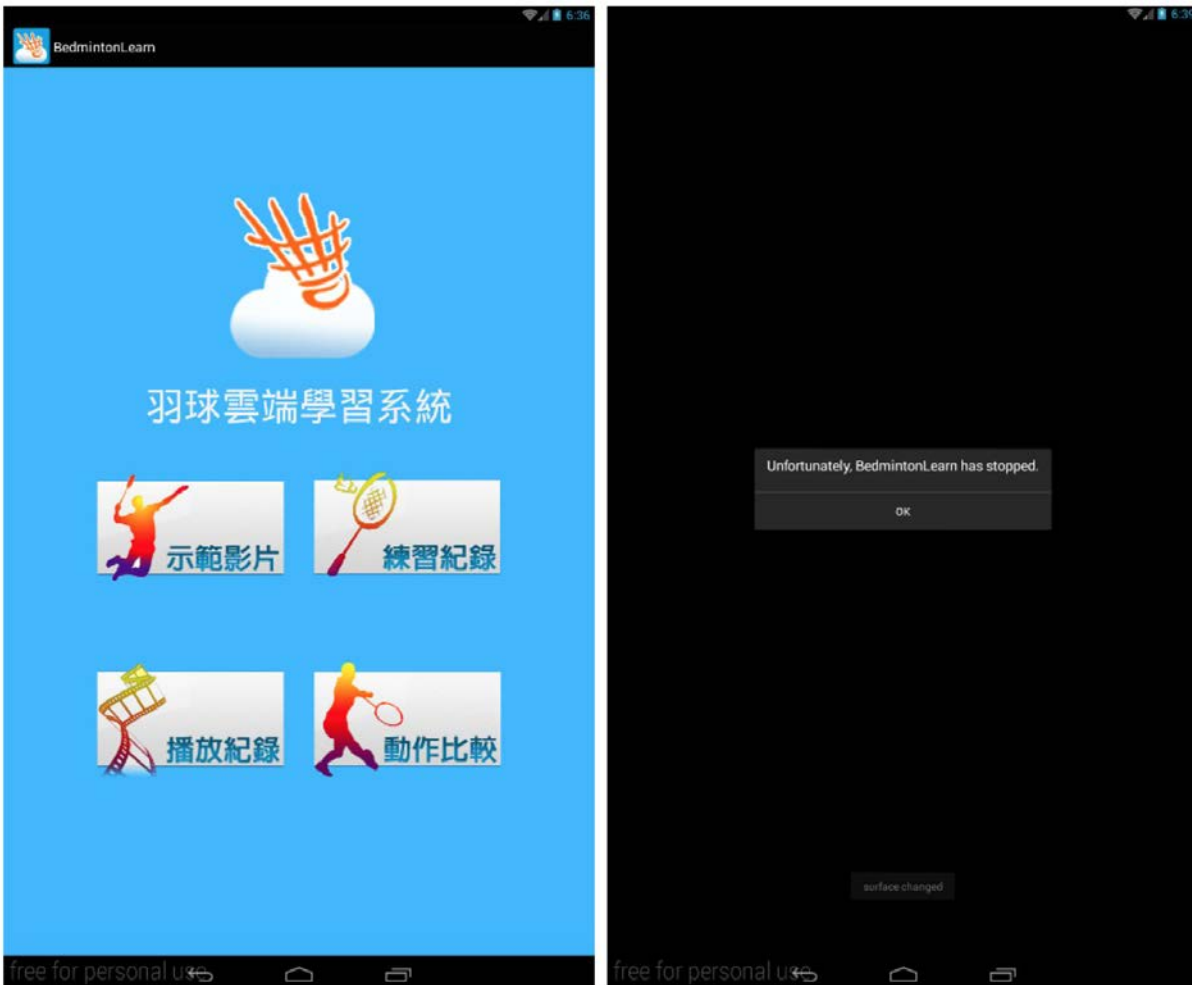 6:36
BedmintonLearn
羽球雲端學習系統
示範影片
練習紀錄
播放紀錄
動作比較
free for personal use
6:39
Unfortunately, BedmintonLearn has stopped.
OK
surface changed
free for personal use